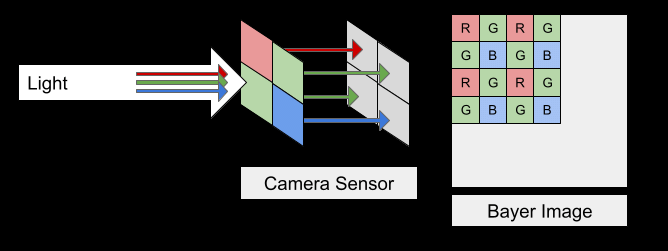 Light
Camera Sensor
R G R G
G B G B
R G R G
G B G B
Bayer Image